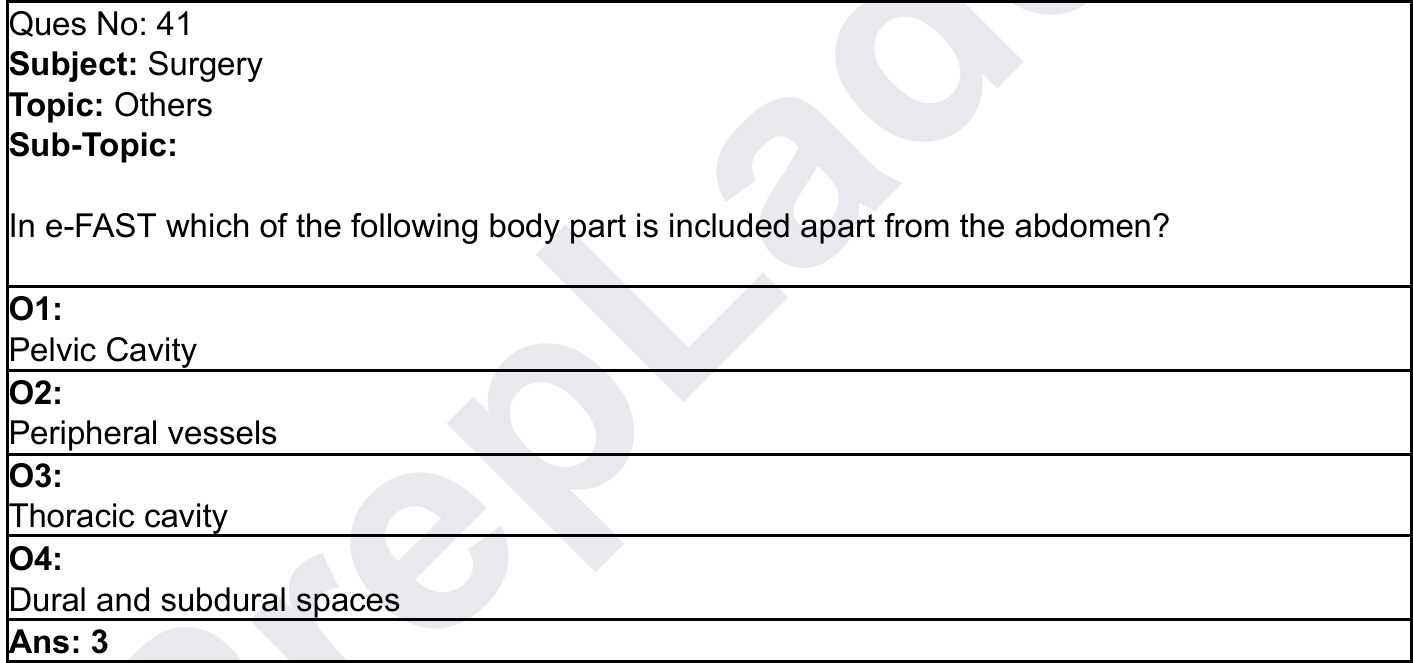 Ques No: 41
Subject: Surgery
Topic: Others
Sub-Topic:
In e-FAST which of the following body part is included apart from the abdomen?
O1:
Pelvic Cavity
O2:
Peripheral vessels
O3:
Thoracic cavity
O4:
Dural and subdural spaces
Ans: 3